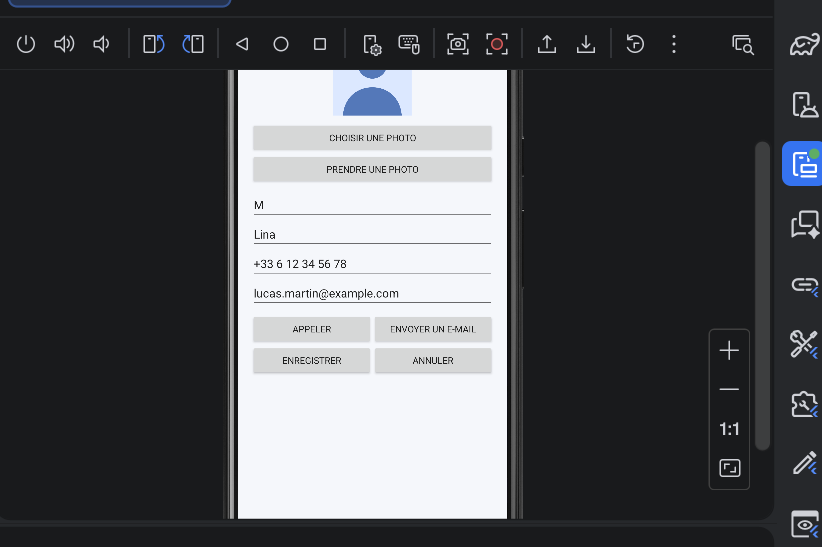 CHOISIR UNE PHOTO
PRENDRE UNE PHOTO
M
Lina
+33 6 12 34 56 78
lucas.martin@example.com
APPELER ENVOYER UN E-MAIL
ENREGISTRER ANNULER
1:1